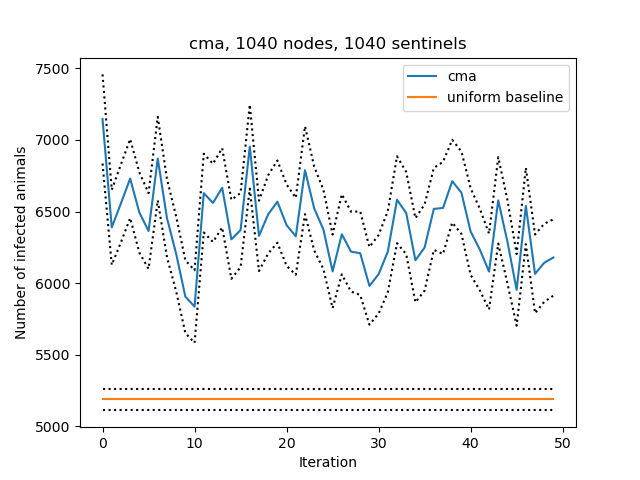 cma, 1040 nodes, 1040 sentinels
7500
7000
6500
6000
5500
5000
Number of infected animals
cma
uniform baseline
0
10
20
30
40
50
Iteration